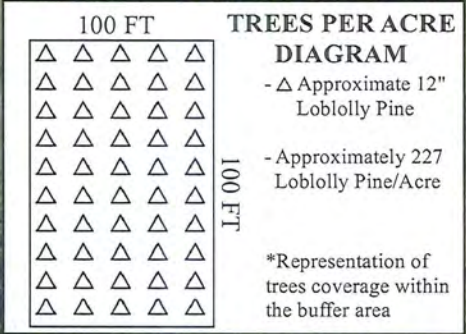 100 FT
100 FT
TREES PER ACRE
DIAGRAM
- △ Approximate 12"
Loblolly Pine
- Approximately 227
Loblolly Pine/Acre
*Representation of
trees coverage within
the buffer area